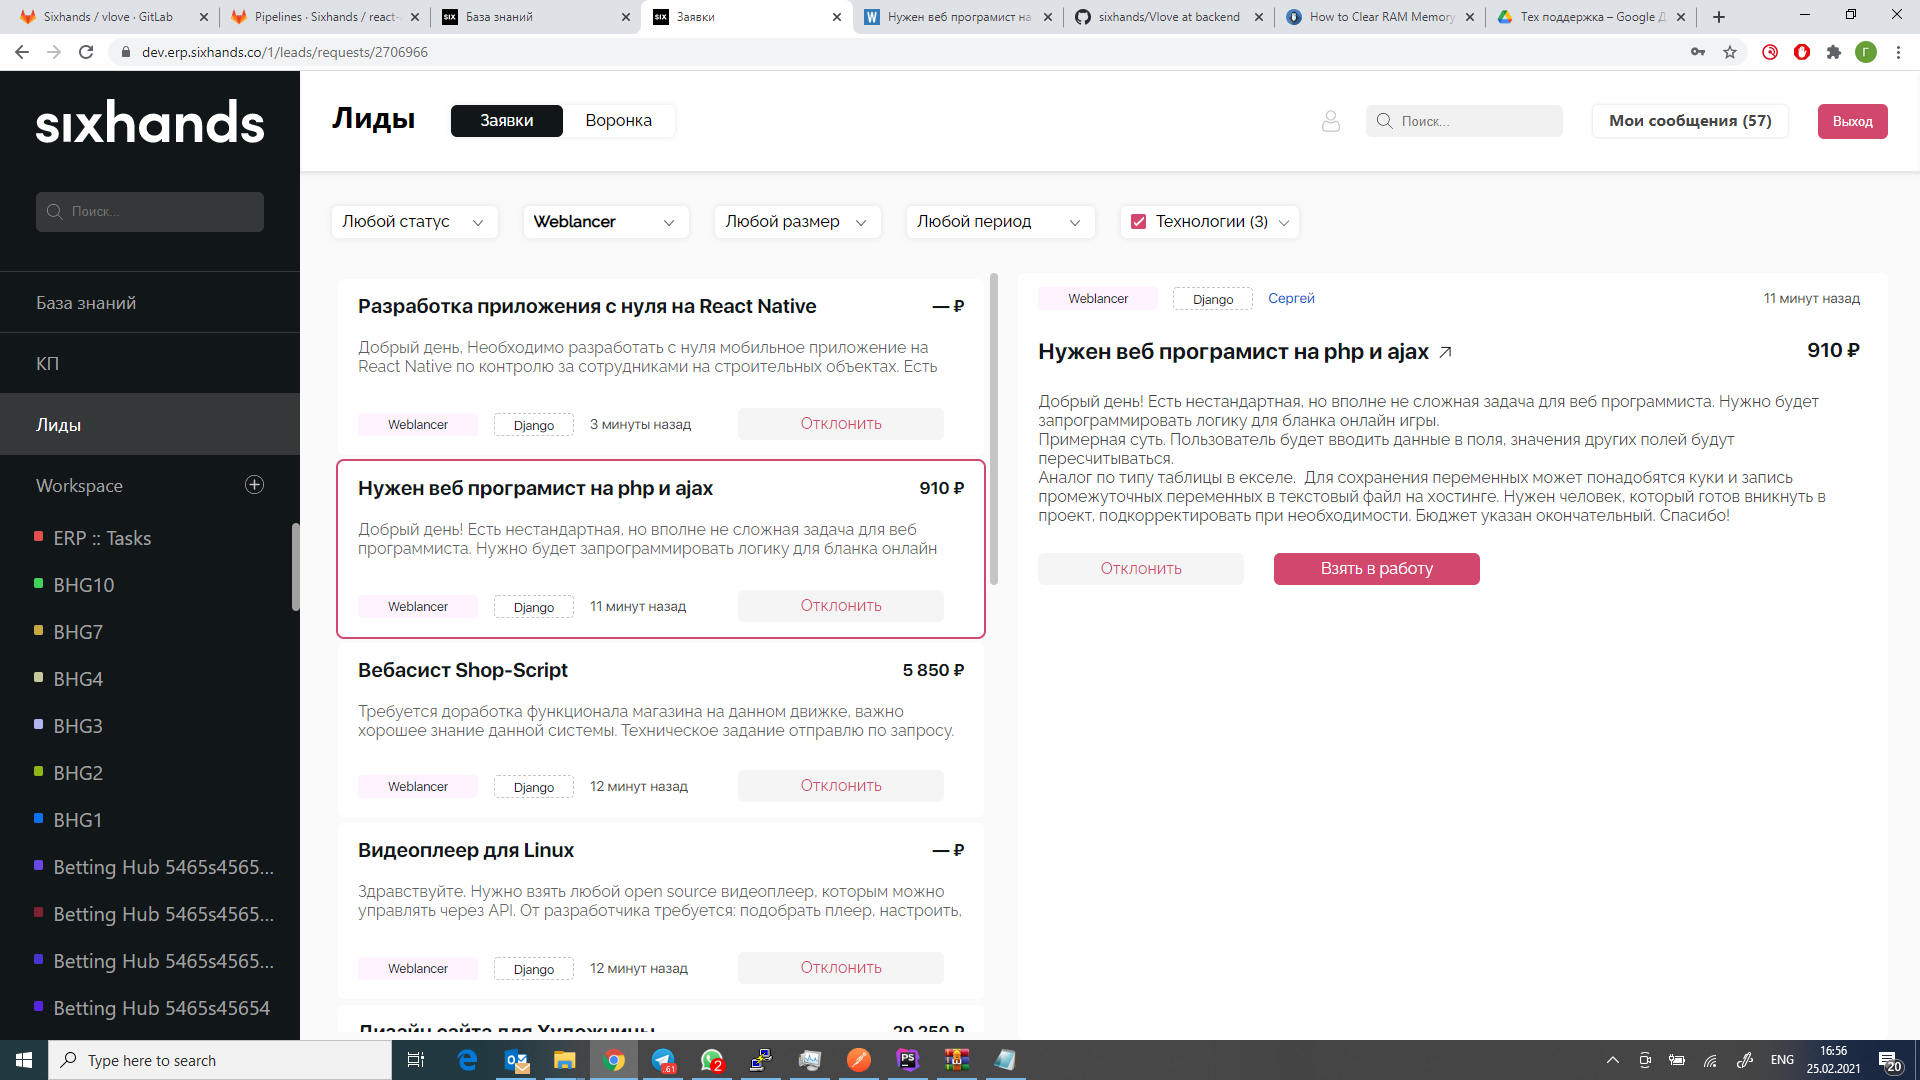 Sixhands / vlove · GitLab
Pipelines · Sixhands / react-
База знаний
Заявки
Нужен веб програмист на
sixhands/Vlove at backend
How to Clear RAM Memory
Тех поддержка – Google Д
dev.erp.sixhands.co/1/leads/requests/2706966
Г
sixhands
Поиск...
База знаний
КП
Лиды
Workspace
ERP :: Tasks
BHG10
BHG7
BHG4
BHG3
BHG2
BHG1
Betting Hub 5465s4565...
Betting Hub 5465s4565...
Betting Hub 5465s4565...
Betting Hub 5465s45654
Лиды
Заявки
Воронка
Поиск...
Мои сообщения (57)
Выход
Любой статус
Weblancer
Любой размер
Любой период
Технологии (3)
Разработка приложения с нуля на React Native
— ₽
Добрый день, Необходимо разработать с нуля мобильное приложение на
React Native по контролю за сотрудниками на строительных объектах. Есть
Weblancer
Django
3 минуты назад
Отклонить
Нужен веб програмист на php и ajax
910 ₽
Добрый день! Есть нестандартная, но вполне не сложная задача для веб
программиста. Нужно будет запрограммировать логику для бланка онлайн
Weblancer
Django
11 минут назад
Отклонить
Вебасист Shop-Script
5 850 ₽
Требуется доработка функционала магазина на данном движке, важно
хорошее знание данной системы. Техническое задание отправлю по запросу.
Weblancer
Django
12 минут назад
Отклонить
Видеоплеер для Linux
— ₽
Здравствуйте. Нужно взять любой open source видеоплеер, которым можно
управлять через API. От разработчика требуется: подобрать плеер, настроить,
Weblancer
Django
12 минут назад
Отклонить
Дизайн сайта для Художницы
29 250 ₽
Weblancer
Django
Сергей
11 минут назад
Нужен веб програмист на php и ajax
910 ₽
Добрый день! Есть нестандартная, но вполне не сложная задача для веб программиста. Нужно будет
запрограммировать логику для бланка онлайн игры.
Примерная суть. Пользователь будет вводить данные в поля, значения других полей будут
пересчитываться.
Аналог по типу таблицы в екселе. Для сохранения переменных может понадобятся куки и запись
промежуточных переменных в текстовый файл на хостинге. Нужен человек, который готов вникнуть в
проект, подкорректировать при необходимости. Бюджет указан окончательный. Спасибо!
Отклонить
Взять в работу
Type here to search
61
2
PS
ENG
16:56
25.02.2021
20